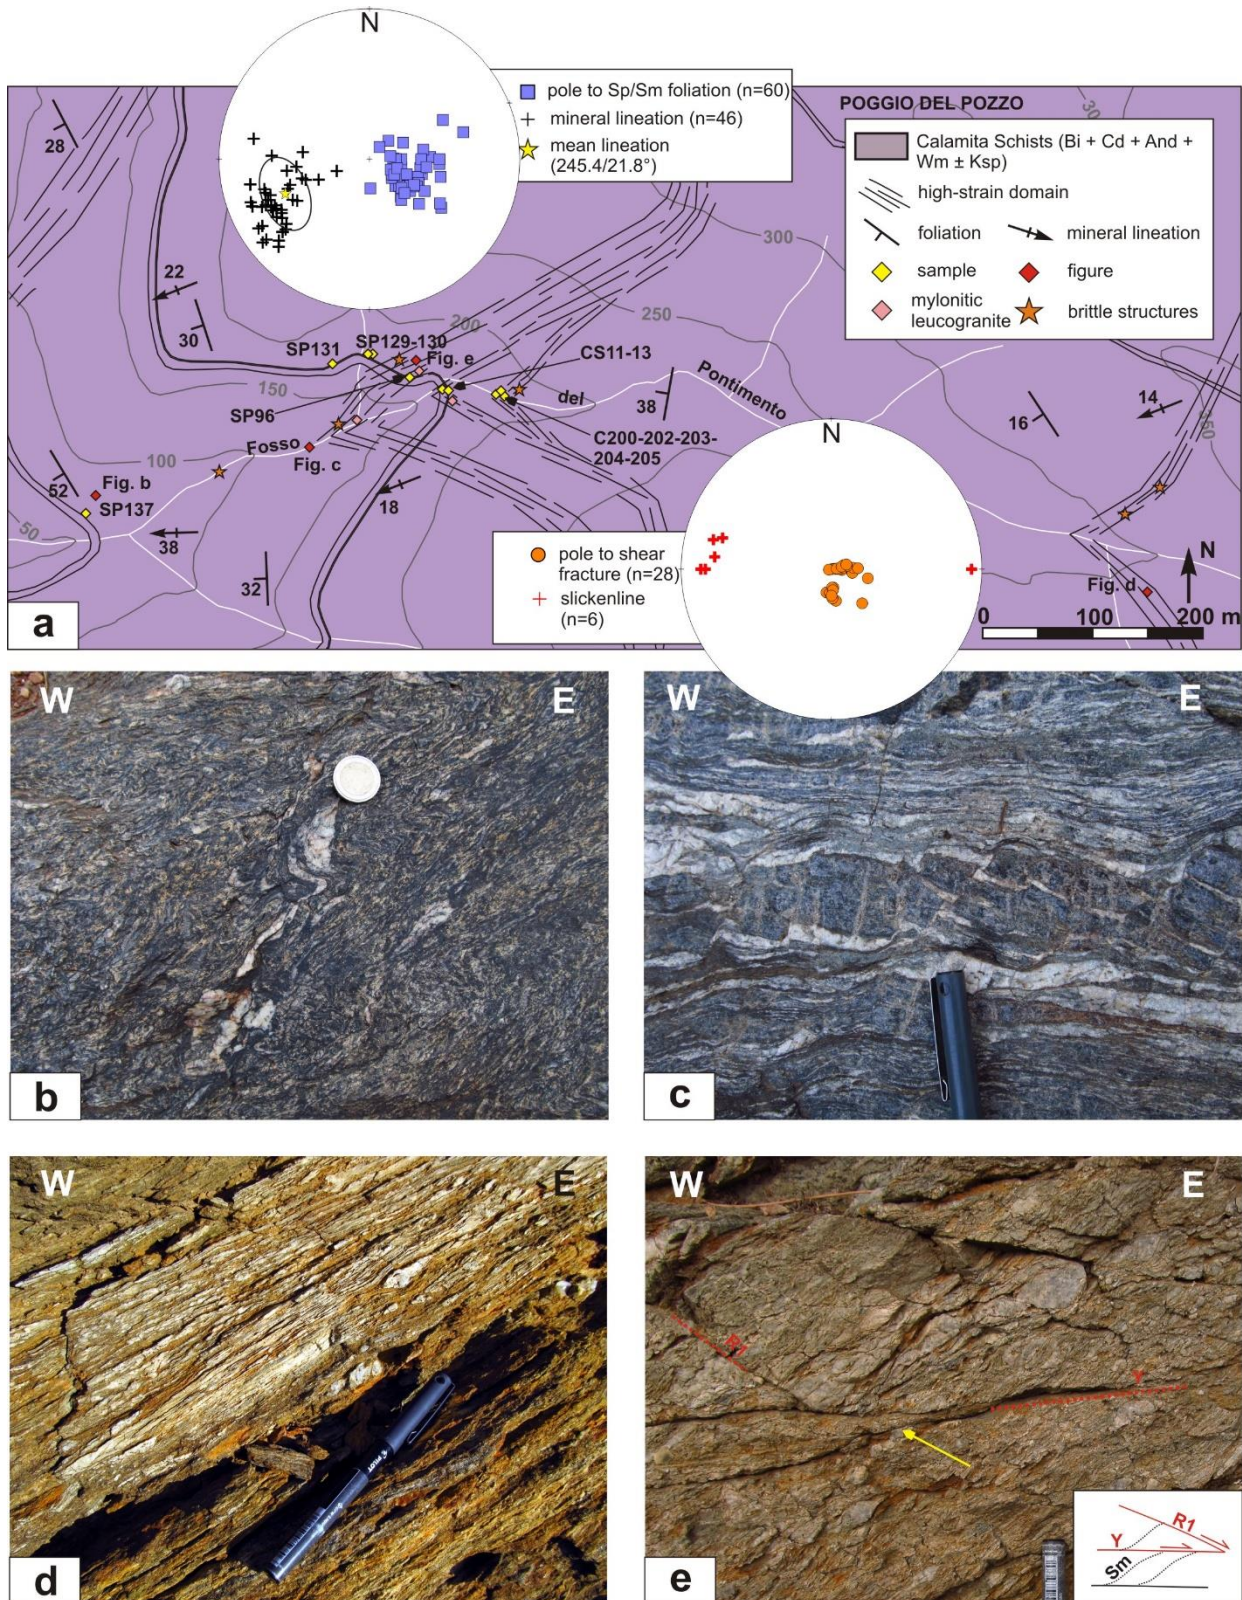 N
pole to Sp/Sm foliation (n=60)
mineral lineation (n=46)
mean lineation
(245.4/21.8°)
POGGIO DEL POZZO
Calamita Schists (Bi + Cd + And +
Wm ± Ksp)
high-strain domain
foliation
mineral lineation
sample
figure
mylonitic
leucogranite
brittle structures
28
22
30
300
250
200
150
100
50
SP131
SP129-130
Fig. e
CS11-13
SP96
Fosso
del
Pontimento
38
16
14
C200-202-203-
204-205
Fig. c
52
Fig. b
SP137
38
18
32
N
pole to shear
fracture (n=28)
slickenline
(n=6)
Fig. d
N
0
100
200 m
a
W
E
b
W
E
c
W
E
PILOT
d
W
E
R1
Y
R1
Y
Sm
e